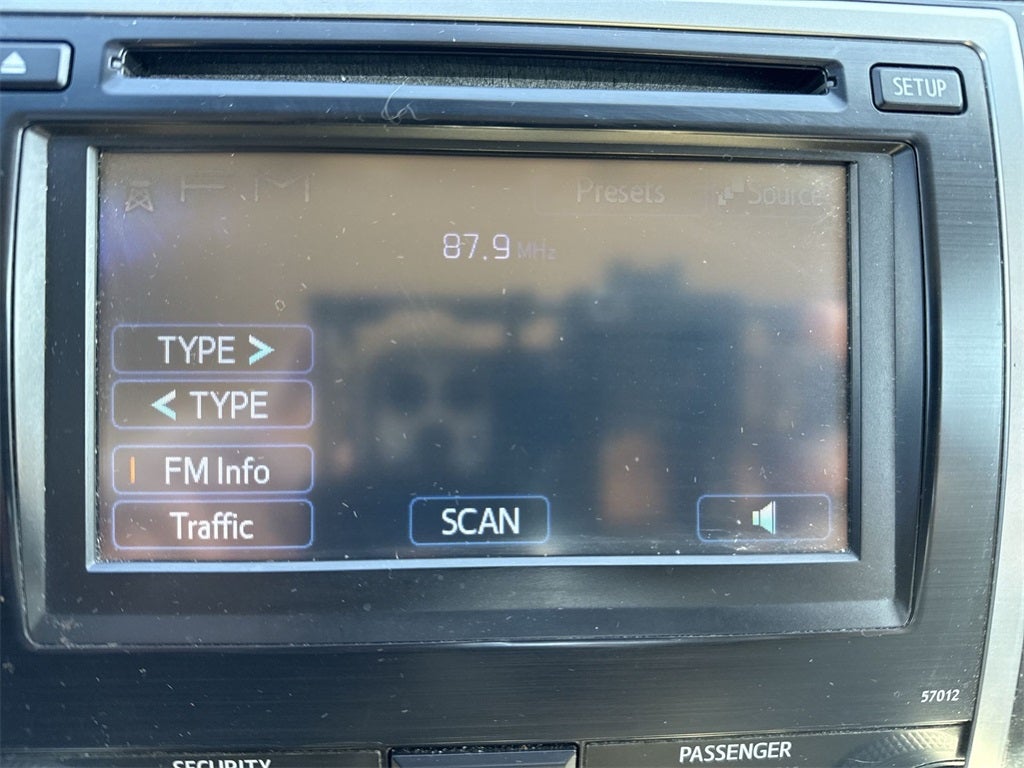 SETUP
FM Presets Source
87.9 MHz
TYPE >
< TYPE
FM Info
Traffic SCAN
57012
SECURITY PASSENGER